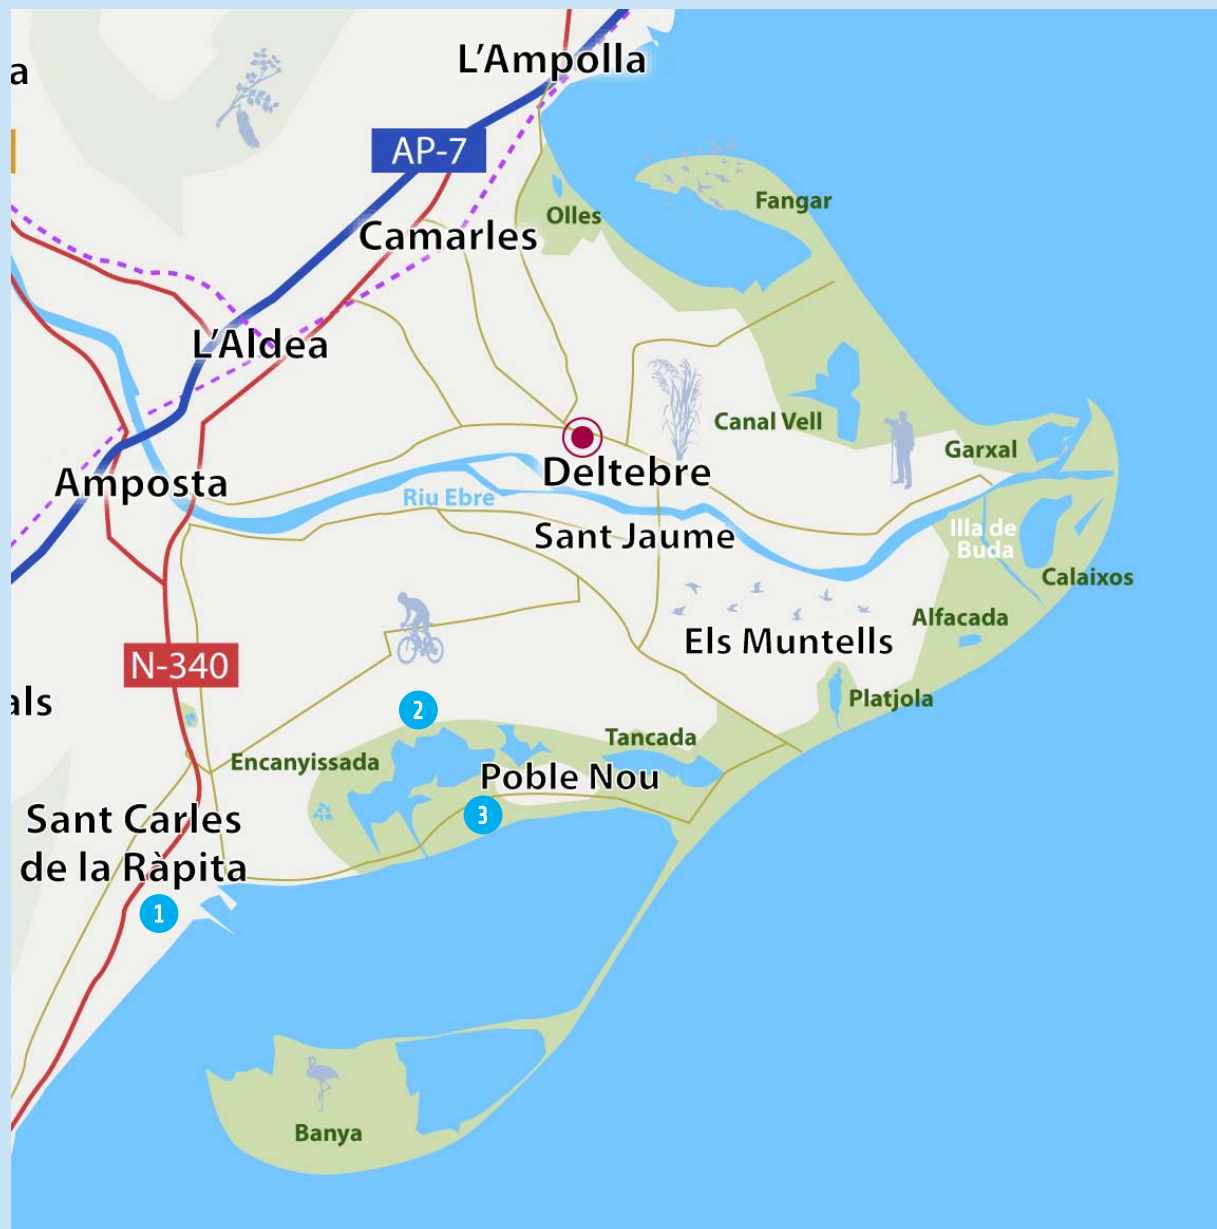 L'Ampolla
a
AP-7
Fangar
Olles
Camarles
L'Aldea
Canal Vell
Garxal
Deltebre
Amposta
Riu Ebre
Sant Jaume
Illa de
Buda
Calaixos
Alfacada
Els Muntells
N-340
als
Platjola
2
Tancada
Encanyissada
Poble Nou
3
Sant Carles
de la Ràpita
1
Banya